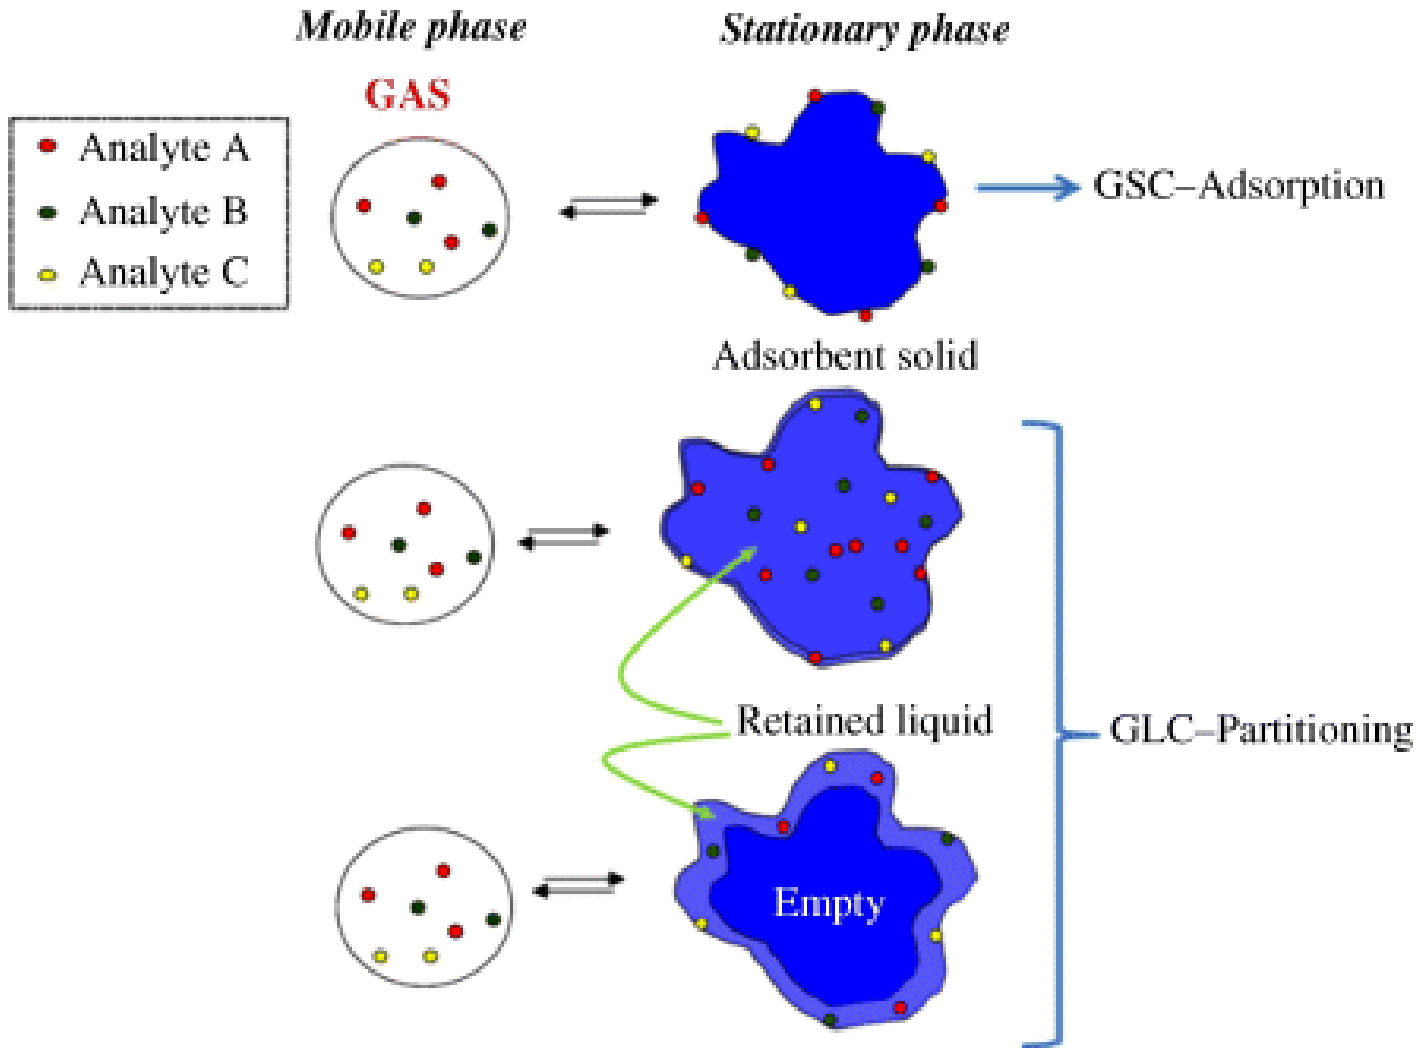 Mobile phase
Stationary phase
GAS
Analyte A
Analyte B
Analyte C
GSC–Adsorption
Adsorbent solid
Retained liquid
GLC–Partitioning
Empty